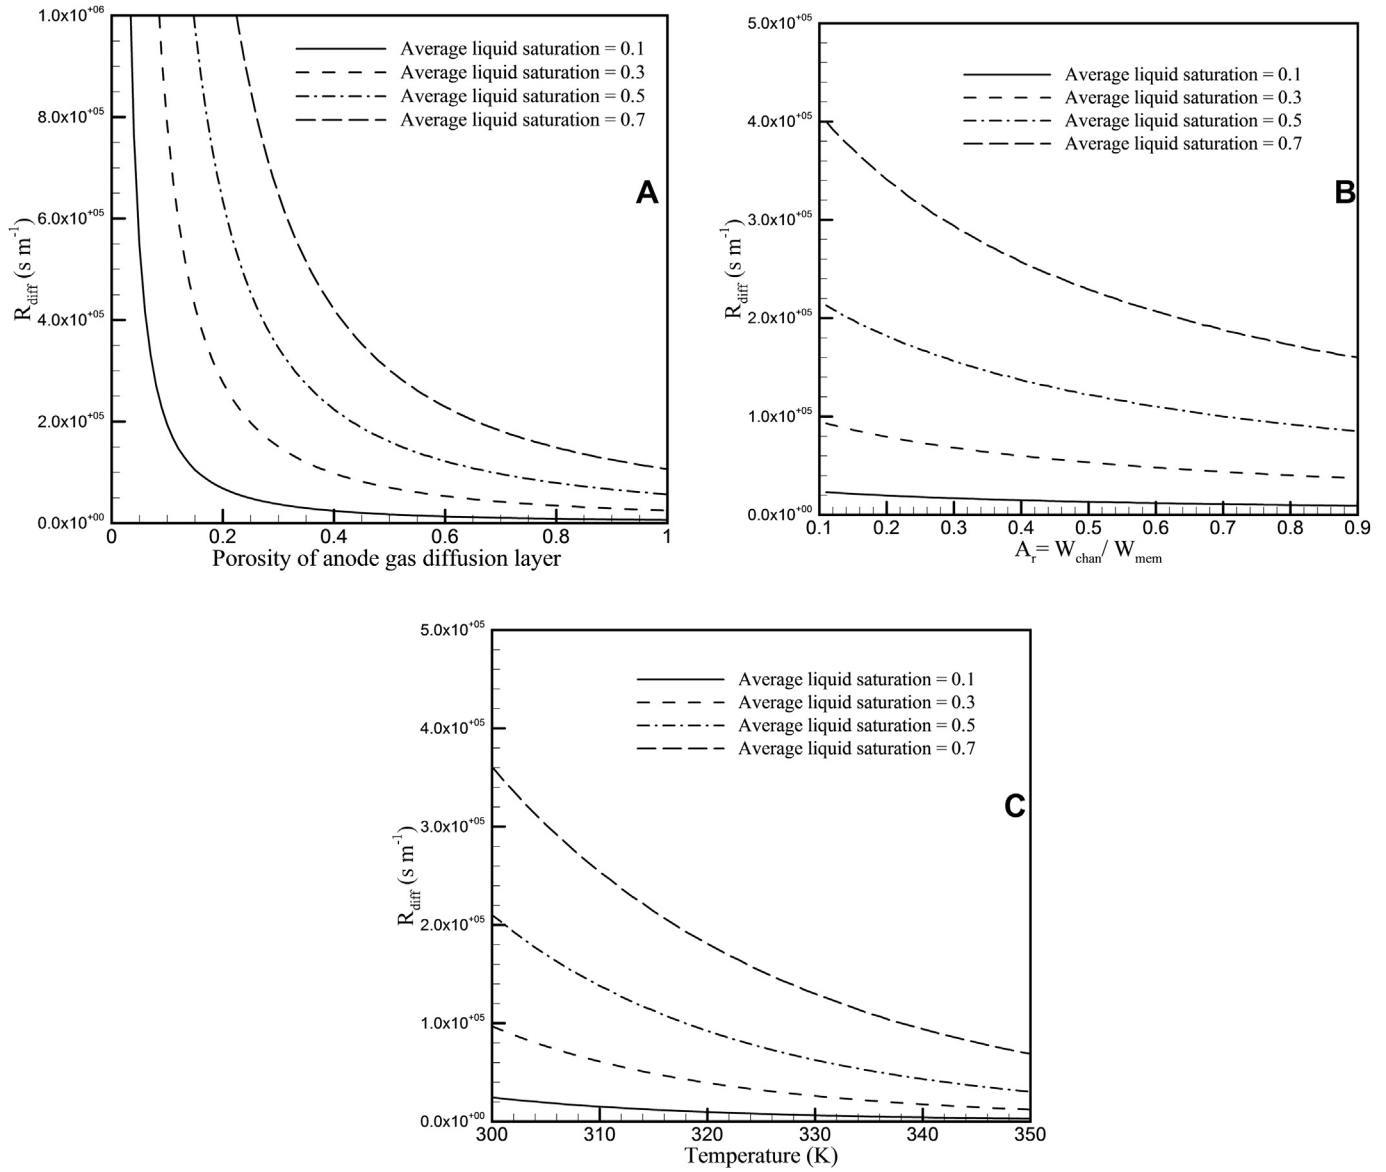 1.0x10⁺⁰⁶
8.0x10⁺⁰⁵
6.0x10⁺⁰⁵
4.0x10⁺⁰⁵
2.0x10⁺⁰⁵
0.0x10⁺⁰⁰
R_diff (s m⁻¹)
Average liquid saturation = 0.1
Average liquid saturation = 0.3
Average liquid saturation = 0.5
Average liquid saturation = 0.7
A
0 0.2 0.4 0.6 0.8 1
Porosity of anode gas diffusion layer
5.0x10⁺⁰⁵
4.0x10⁺⁰⁵
3.0x10⁺⁰⁵
2.0x10⁺⁰⁵
1.0x10⁺⁰⁵
0.0x10⁺⁰⁰
R_diff (s m⁻¹)
Average liquid saturation = 0.1
Average liquid saturation = 0.3
Average liquid saturation = 0.5
Average liquid saturation = 0.7
B
0.1 0.2 0.3 0.4 0.5 0.6 0.7 0.8 0.9
A_r= W_chan/ W_mem
5.0x10⁺⁰⁵
4.0x10⁺⁰⁵
3.0x10⁺⁰⁵
2.0x10⁺⁰⁵
1.0x10⁺⁰⁵
0.0x10⁺⁰⁰
R_diff (s m⁻¹)
Average liquid saturation = 0.1
Average liquid saturation = 0.3
Average liquid saturation = 0.5
Average liquid saturation = 0.7
C
300 310 320 330 340 350
Temperature (K)